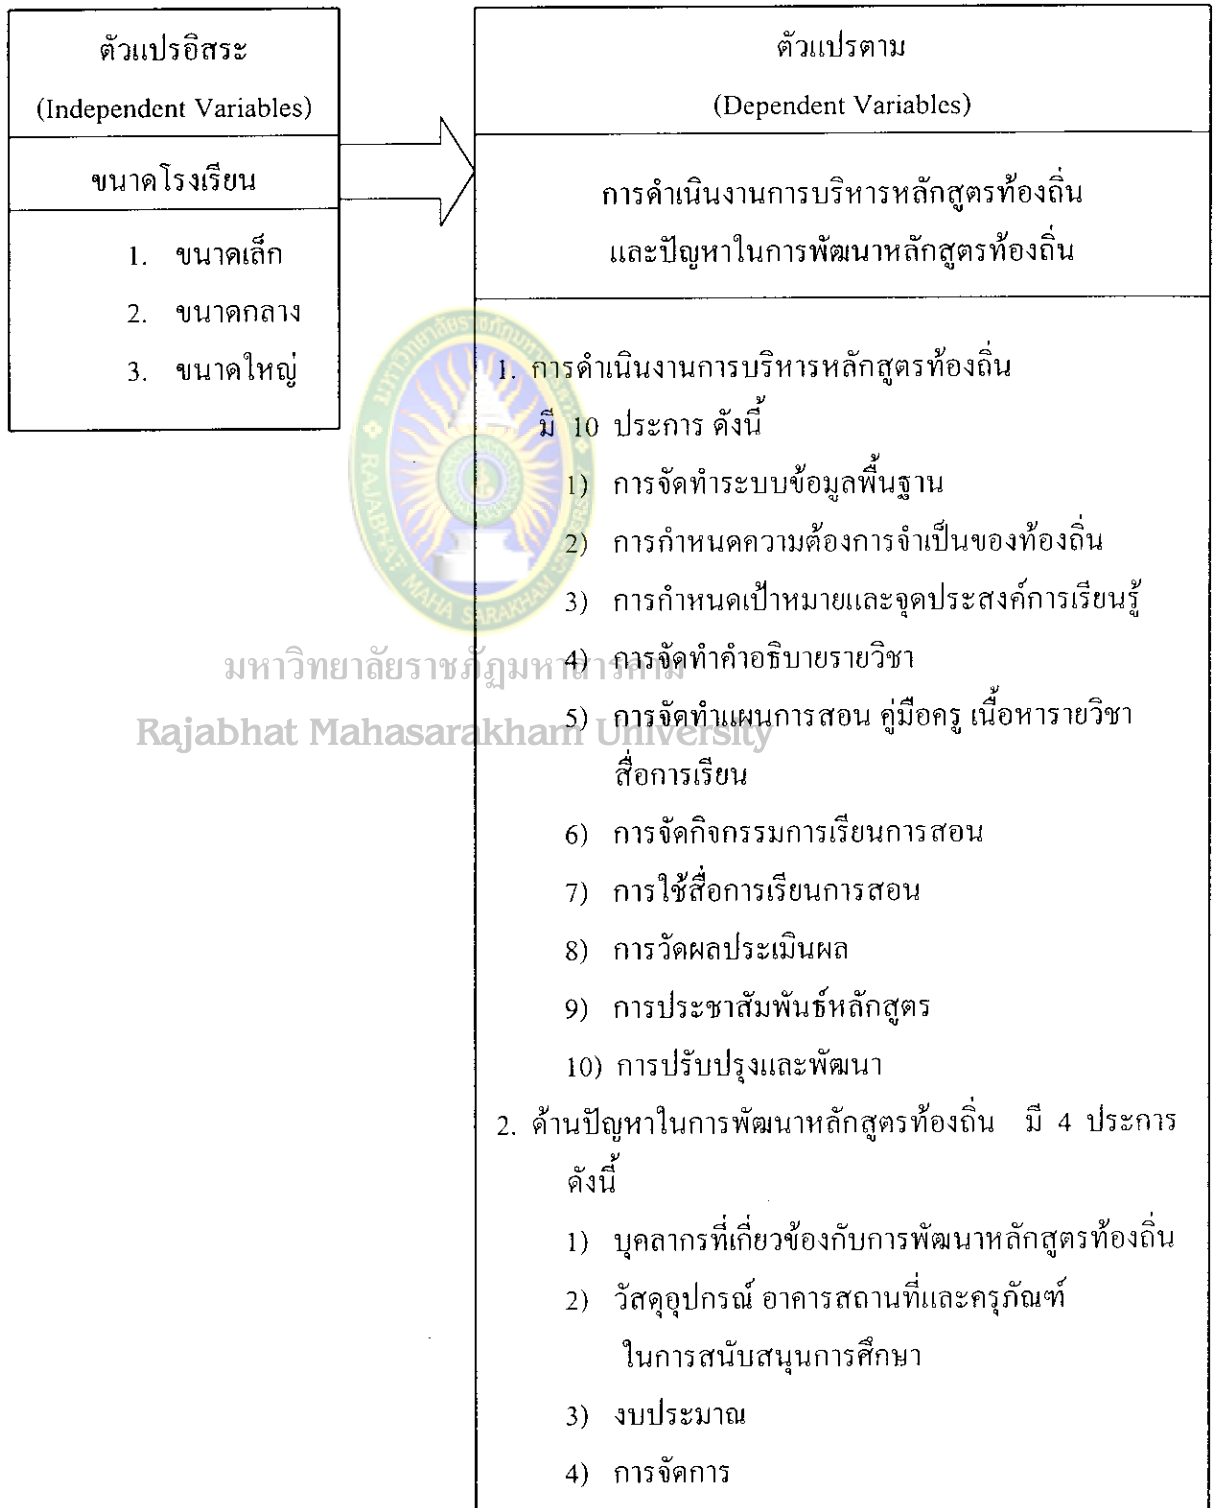 ตัวแปรอิสระ
(Independent Variables)
ขนาดโรงเรียน
1. ขนาดเล็ก
2. ขนาดกลาง
3. ขนาดใหญ่
ตัวแปรตาม
(Dependent Variables)
การดำเนินงานการบริหารหลักสูตรท้องถิ่น
และปัญหาในการพัฒนาหลักสูตรท้องถิ่น
1. การดำเนินงานการบริหารหลักสูตรท้องถิ่น
มี 10 ประการ ดังนี้
1) การจัดทำระบบข้อมูลพื้นฐาน
2) การกำหนดความต้องการจำเป็นของท้องถิ่น
3) การกำหนดเป้าหมายและจุดประสงค์การเรียนรู้
4) การจัดทำคำอธิบายรายวิชา
5) การจัดทำแผนการสอน คู่มือครู เนื้อหารายวิชา
สื่อการเรียน
6) การจัดกิจกรรมการเรียนการสอน
7) การใช้สื่อการเรียนการสอน
8) การวัดผลประเมินผล
9) การประชาสัมพันธ์หลักสูตร
10) การปรับปรุงและพัฒนา
2. ด้านปัญหาในการพัฒนาหลักสูตรท้องถิ่น มี 4 ประการ
ดังนี้
1) บุคลากรที่เกี่ยวข้องกับการพัฒนาหลักสูตรท้องถิ่น
2) วัสดุอุปกรณ์ อาคารสถานที่และครุภัณฑ์
ในการสนับสนุนการศึกษา
3) งบประมาณ
4) การจัดการ
มหาวิทยาลัยราชภัฏมหาสารคาม
Rajabhat Mahasarakham University
RAJABHAT MAHA SARAKHAM